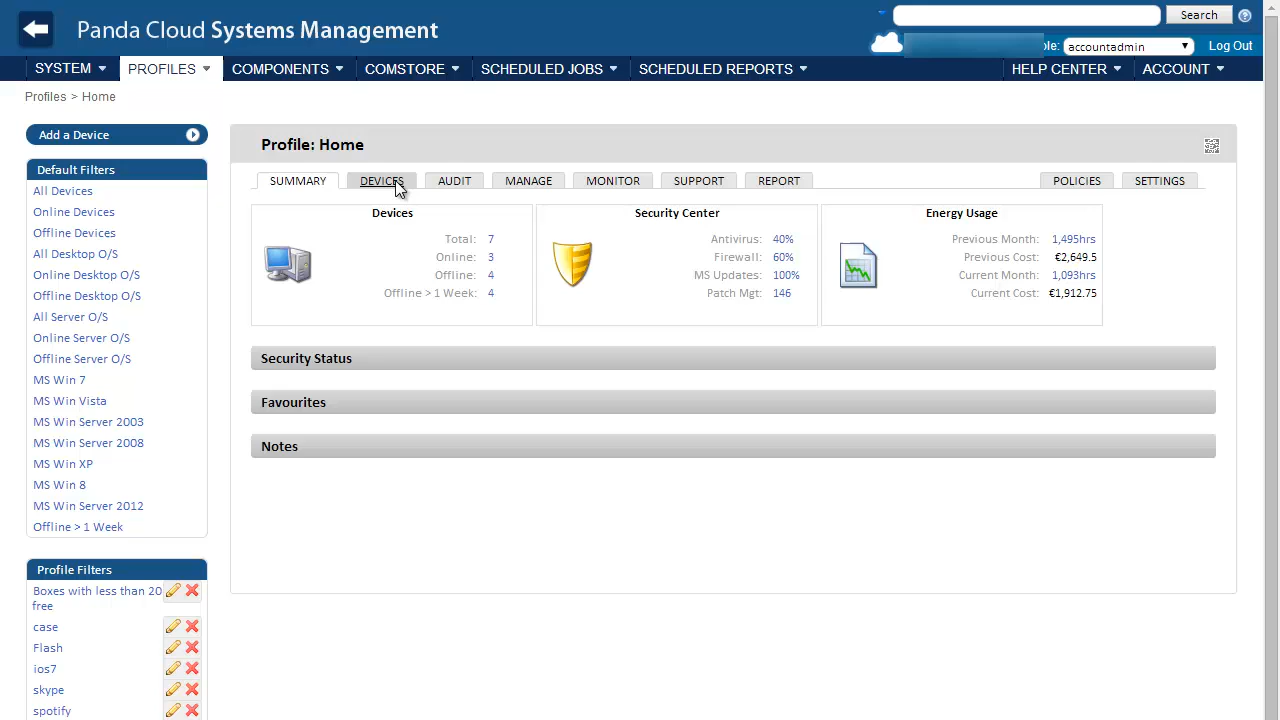 Panda Cloud Systems Management
Search
ole: accountadmin
Log Out
SYSTEM
PROFILES
COMPONENTS
COMSTORE
SCHEDULED JOBS
SCHEDULED REPORTS
HELP CENTER
ACCOUNT
Profiles > Home
Add a Device
Default Filters
All Devices
Online Devices
Offline Devices
All Desktop O/S
Online Desktop O/S
Offline Desktop O/S
All Server O/S
Online Server O/S
Offline Server O/S
MS Win 7
MS Win Vista
MS Win Server 2003
MS Win Server 2008
MS Win XP
MS Win 8
MS Win Server 2012
Offline > 1 Week
Profile Filters
Boxes with less than 20
free
case
Flash
ios7
skype
spotify
Profile: Home
SUMMARY
DEVICES
AUDIT
MANAGE
MONITOR
SUPPORT
REPORT
POLICIES
SETTINGS
Devices
Total: 7
Online: 3
Offline: 4
Offline > 1 Week: 4
Security Center
Antivirus: 40%
Firewall: 60%
MS Updates: 100%
Patch Mgt: 146
Energy Usage
Previous Month: 1,495hrs
Previous Cost: €2,649.5
Current Month: 1,093hrs
Current Cost: €1,912.75
Security Status
Favourites
Notes